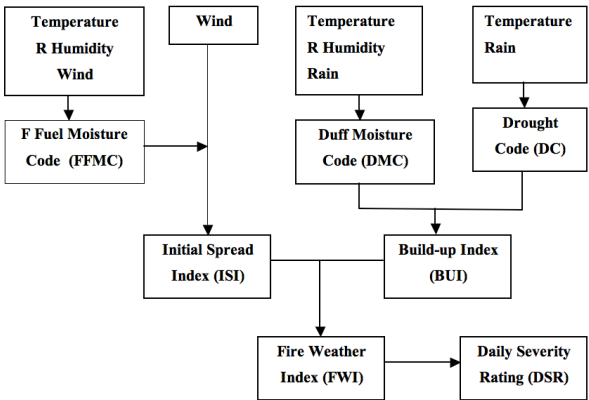 Temperature
R Humidity
Wind
Wind
Temperature
R Humidity
Rain
Temperature
Rain
F Fuel Moisture
Code (FFMC)
Duff Moisture
Code (DMC)
Drought
Code (DC)
Initial Spread
Index (ISI)
Build-up Index
(BUI)
Fire Weather
Index (FWI)
Daily Severity
Rating (DSR)